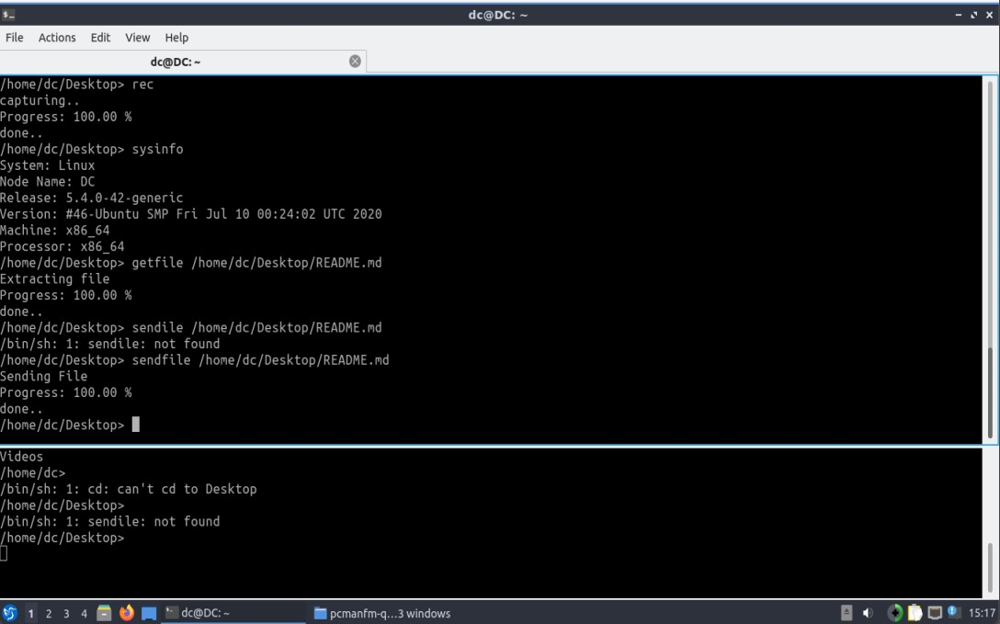 dc@DC: ~
File Actions Edit View Help
dc@DC: ~
/home/dc/Desktop> rec
capturing..
Progress: 100.00 %
done..
/home/dc/Desktop> sysinfo
System: Linux
Node Name: DC
Release: 5.4.0-42-generic
Version: #46-Ubuntu SMP Fri Jul 10 00:24:02 UTC 2020
Machine: x86_64
Processor: x86_64
/home/dc/Desktop> getfile /home/dc/Desktop/README.md
Extracting file
Progress: 100.00 %
done..
/home/dc/Desktop> sendile /home/dc/Desktop/README.md
/bin/sh: 1: sendile: not found
/home/dc/Desktop> sendfile /home/dc/Desktop/README.md
Sending File
Progress: 100.00 %
done..
/home/dc/Desktop>
Videos
/home/dc>
/bin/sh: 1: cd: can't cd to Desktop
/home/dc/Desktop>
/bin/sh: 1: sendile: not found
/home/dc/Desktop>
1 2 3 4 dc@DC: ~ pcmanfm-q...3 windows 15:17